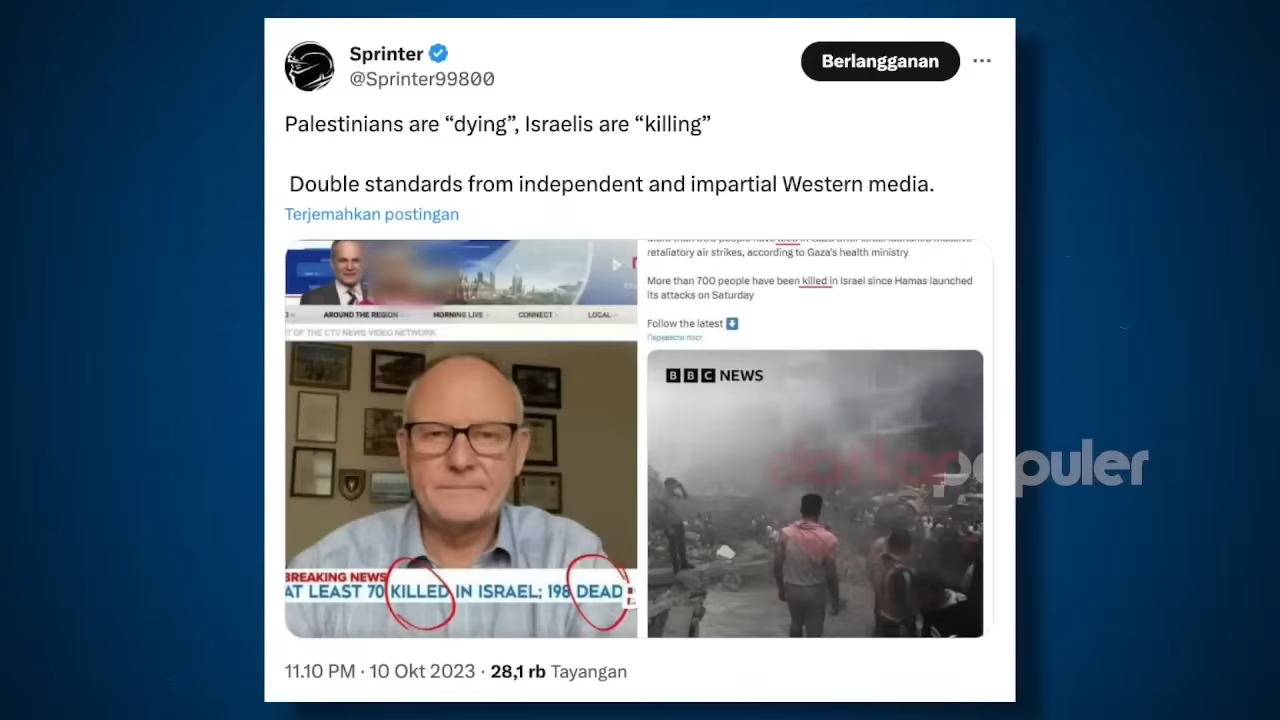 Sprinter
@Sprinter99800
Berlangganan
Palestinians are “dying”, Israelis are “killing”
Double standards from independent and impartial Western media.
Terjemahkan postingan
AROUND THE REGION
MORNING LIVE
CONNECT
LOCAL
T OF THE CTV NEWS VIDEO NETWORK
BREAKING NEWS
AT LEAST 70 KILLED IN ISRAEL; 198 DEAD
retaliatory air strikes, according to Gaza's health ministry
More than 700 people have been killed in Israel since Hamas launched
its attacks on Saturday
Follow the latest
Перевести пост
BBC NEWS
daftar populer
11.10 PM · 10 Okt 2023 · 28,1 rb Tayangan